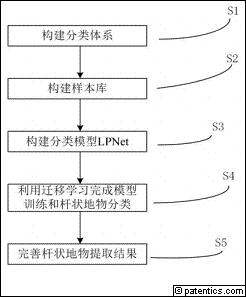 S1
构建分类体系
S2
构建样本库
S3
构建分类模型LPNet
S4
利用迁移学习完成模型
训练和杆状地物分类
S5
完善杆状地物提取结果
© patentics.com